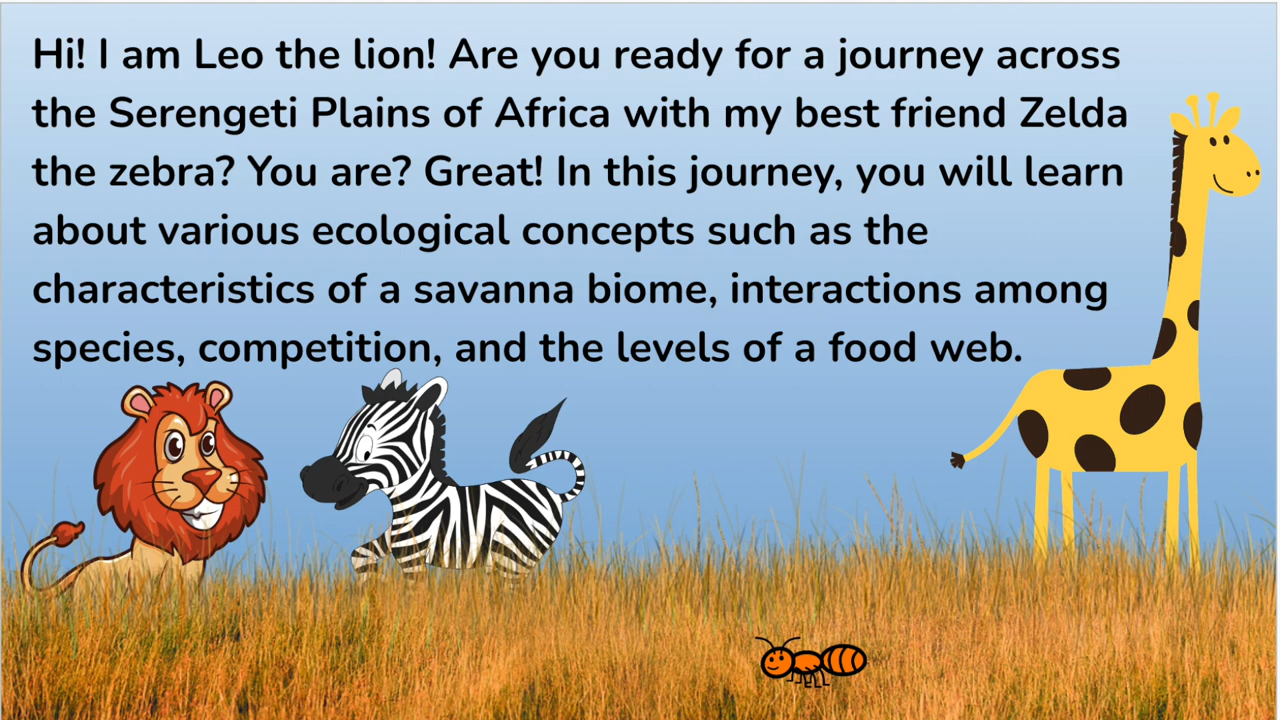 Hi! I am Leo the lion! Are you ready for a journey across
the Serengeti Plains of Africa with my best friend Zelda
the zebra? You are? Great! In this journey, you will learn
about various ecological concepts such as the
characteristics of a savanna biome, interactions among
species, competition, and the levels of a food web.